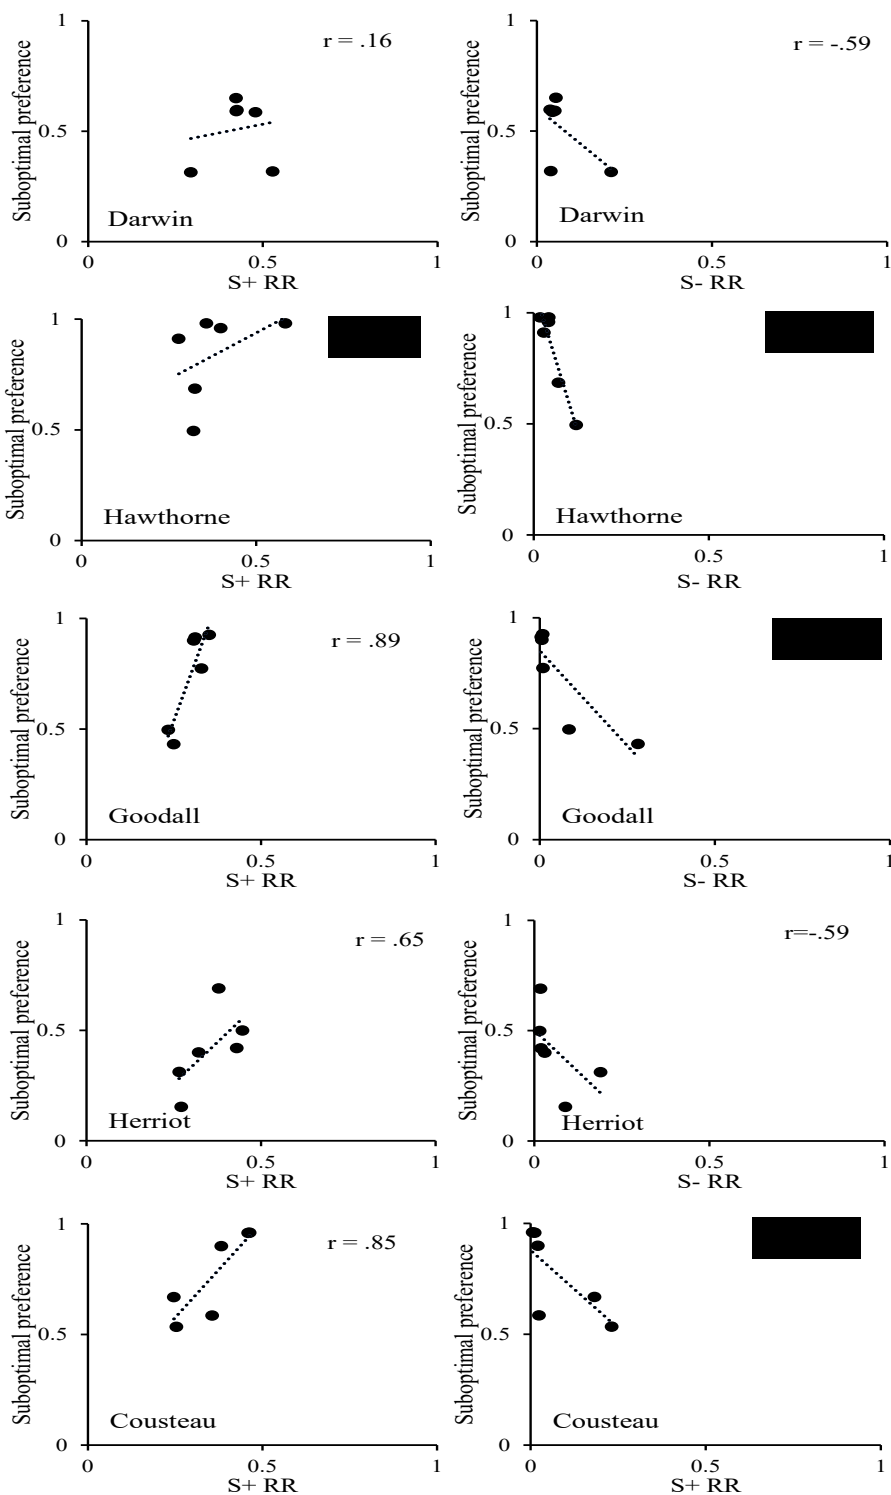 1
r = .16
Suboptimal preference
0.5
Darwin
0
0
0.5
1
S+ RR
1
r = -.59
Suboptimal preference
0.5
Darwin
0
0
0.5
1
S- RR
1
Suboptimal preference
0.5
Hawthorne
0
0
0.5
1
S+ RR
1
Suboptimal preference
0.5
Hawthorne
0
0
0.5
1
S- RR
1
r = .89
Suboptimal preference
0.5
Goodall
0
0
0.5
1
S+ RR
1
Suboptimal preference
0.5
Goodall
0
0
0.5
1
S- RR
1
r = .65
Suboptimal preference
0.5
Herriot
0
0
0.5
1
S+ RR
1
r=-.59
Suboptimal preference
0.5
Herriot
0
0
0.5
1
S- RR
1
r = .85
Suboptimal preference
0.5
Cousteau
0
0
0.5
1
S+ RR
1
Suboptimal preference
0.5
Cousteau
0
0
0.5
1
S+ RR